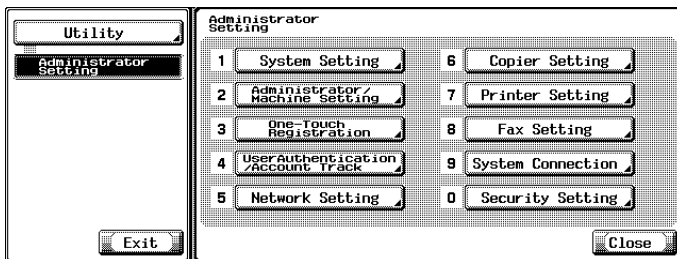 Utility
Administrator
Setting
Exit
Administrator
Setting
1 System Setting
2 Administrator/
Machine Setting
3 One-Touch
Registration
4 UserAuthentication
/Account Track
5 Network Setting
6 Copier Setting
7 Printer Setting
8 Fax Setting
9 System Connection
0 Security Setting
Close